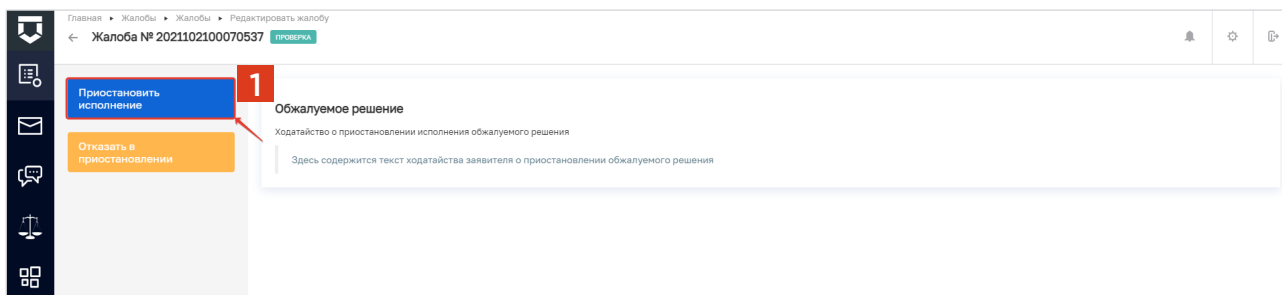 Главная ▸ Жалобы ▸ Жалобы ▸ Редактировать жалобу
← Жалоба № 2021102100070537 ПРОВЕРКА
Приостановить
исполнение
1
Отказать в
приостановлении
Обжалуемое решение
Ходатайство о приостановлении исполнения обжалуемого решения
Здесь содержится текст ходатайства заявителя о приостановлении обжалуемого решения